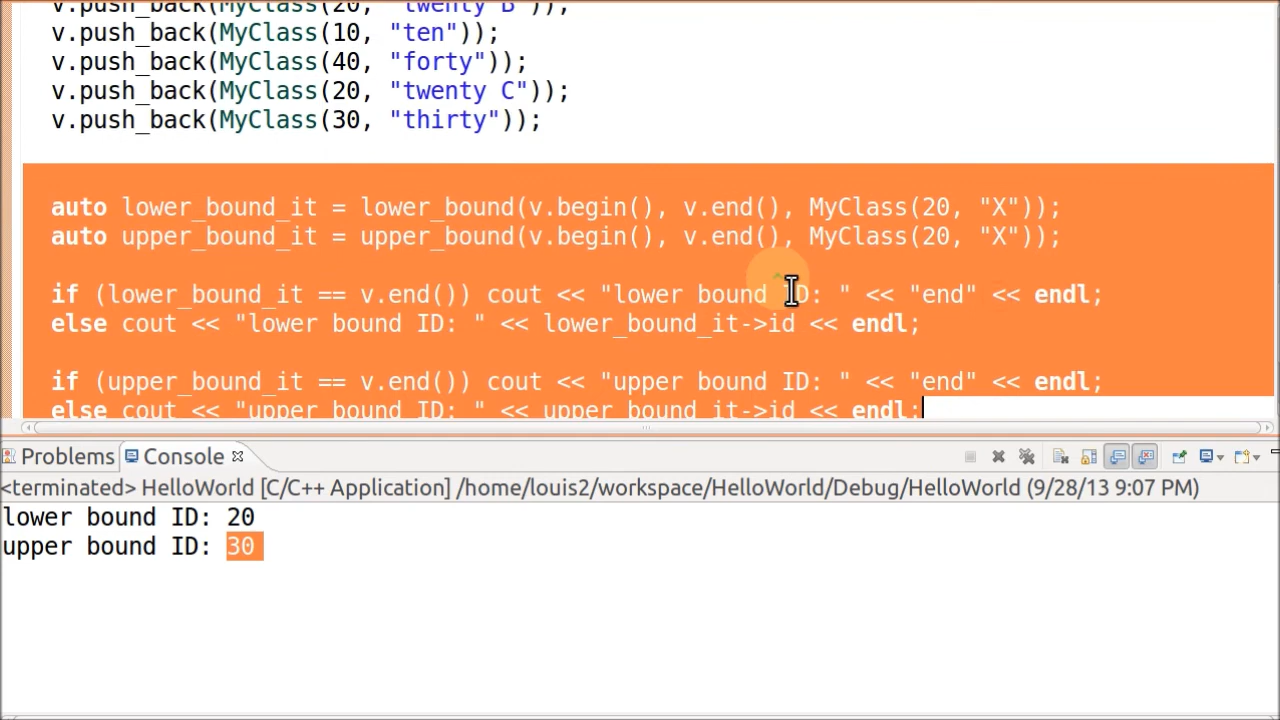 v.push_back(MyClass(20, "twenty B"));
v.push_back(MyClass(10, "ten"));
v.push_back(MyClass(40, "forty"));
v.push_back(MyClass(20, "twenty C"));
v.push_back(MyClass(30, "thirty"));
auto lower_bound_it = lower_bound(v.begin(), v.end(), MyClass(20, "X"));
auto upper_bound_it = upper_bound(v.begin(), v.end(), MyClass(20, "X"));
if (lower_bound_it == v.end()) cout << "lower bound ID: " << "end" << endl;
else cout << "lower bound ID: " << lower_bound_it->id << endl;
if (upper_bound_it == v.end()) cout << "upper bound ID: " << "end" << endl;
else cout << "upper bound ID: " << upper_bound_it->id << endl;
Problems Console
<terminated> HelloWorld [C/C++ Application] /home/louis2/workspace/HelloWorld/Debug/HelloWorld (9/28/13 9:07 PM)
lower bound ID: 20
upper bound ID: 30